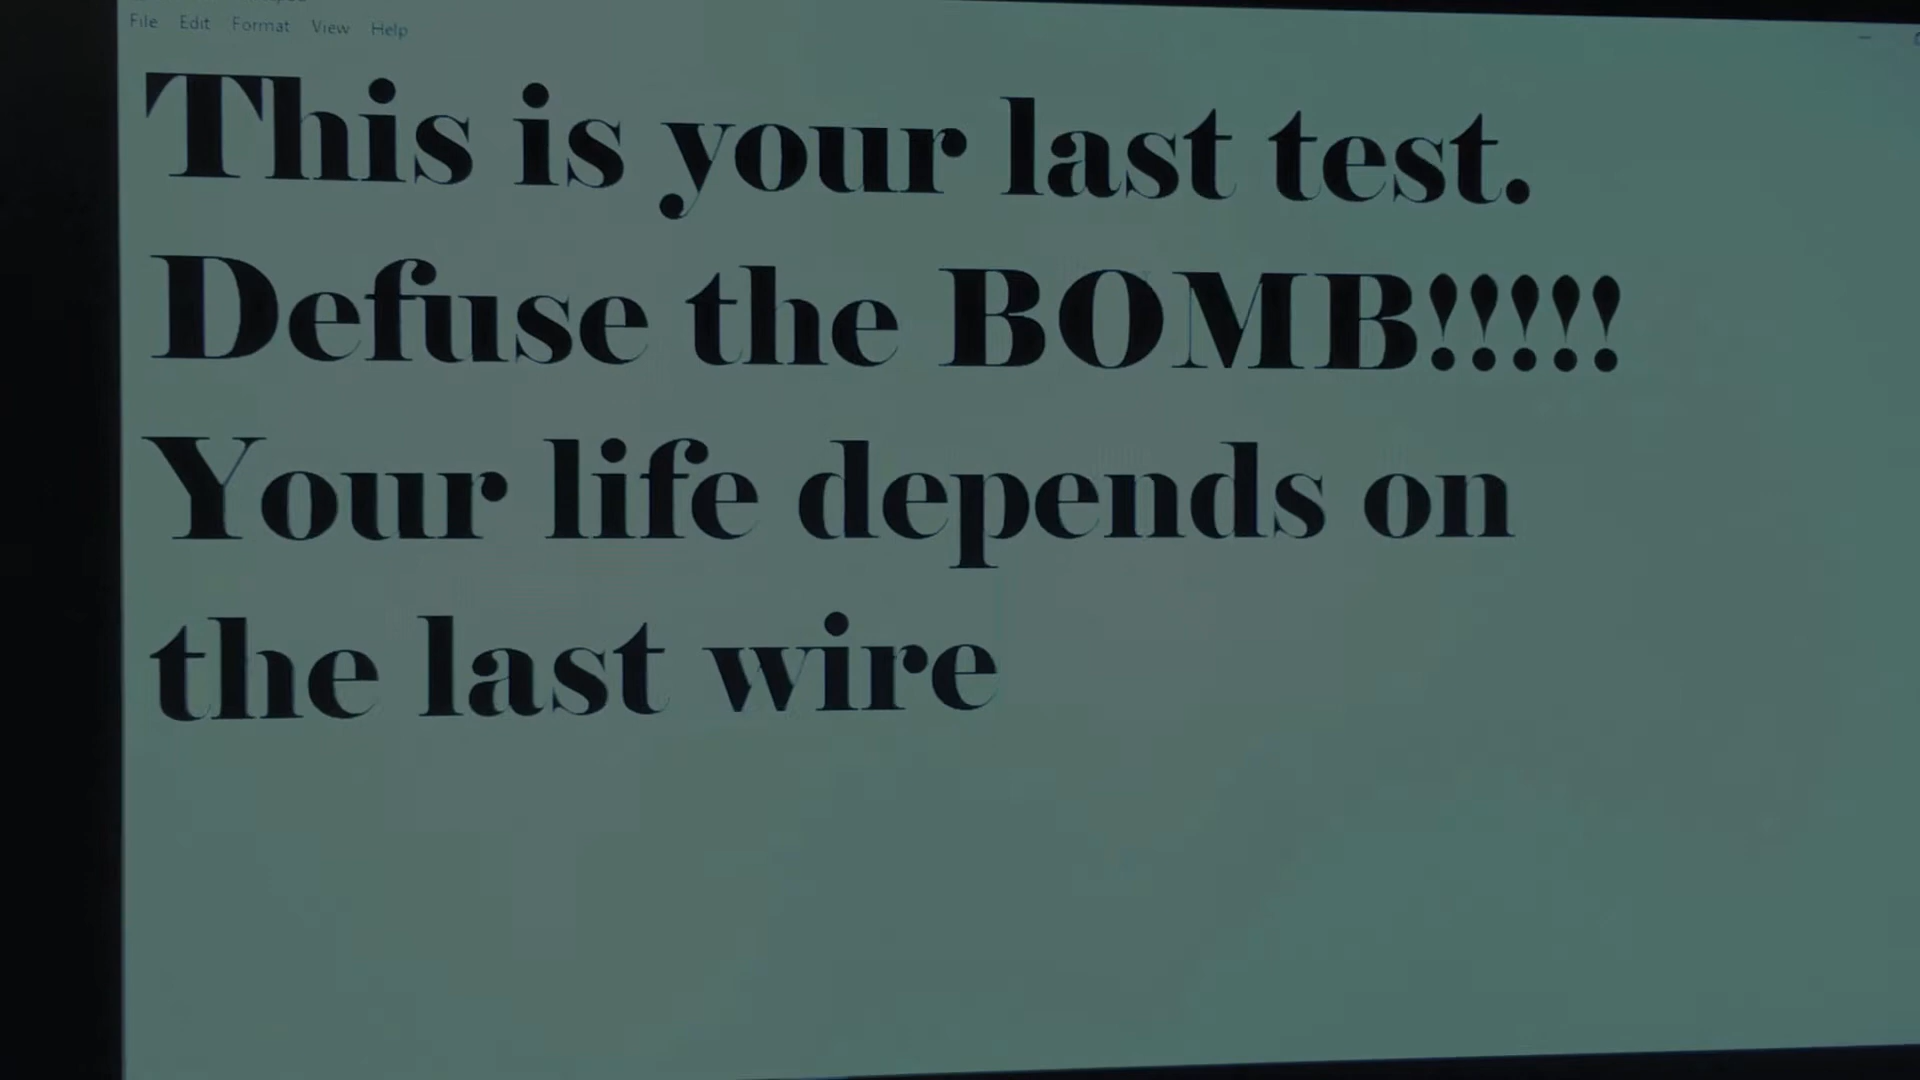 File Edit Format View Help
This is your last test.
Defuse the BOMB!!!!!
Your life depends on
the last wire